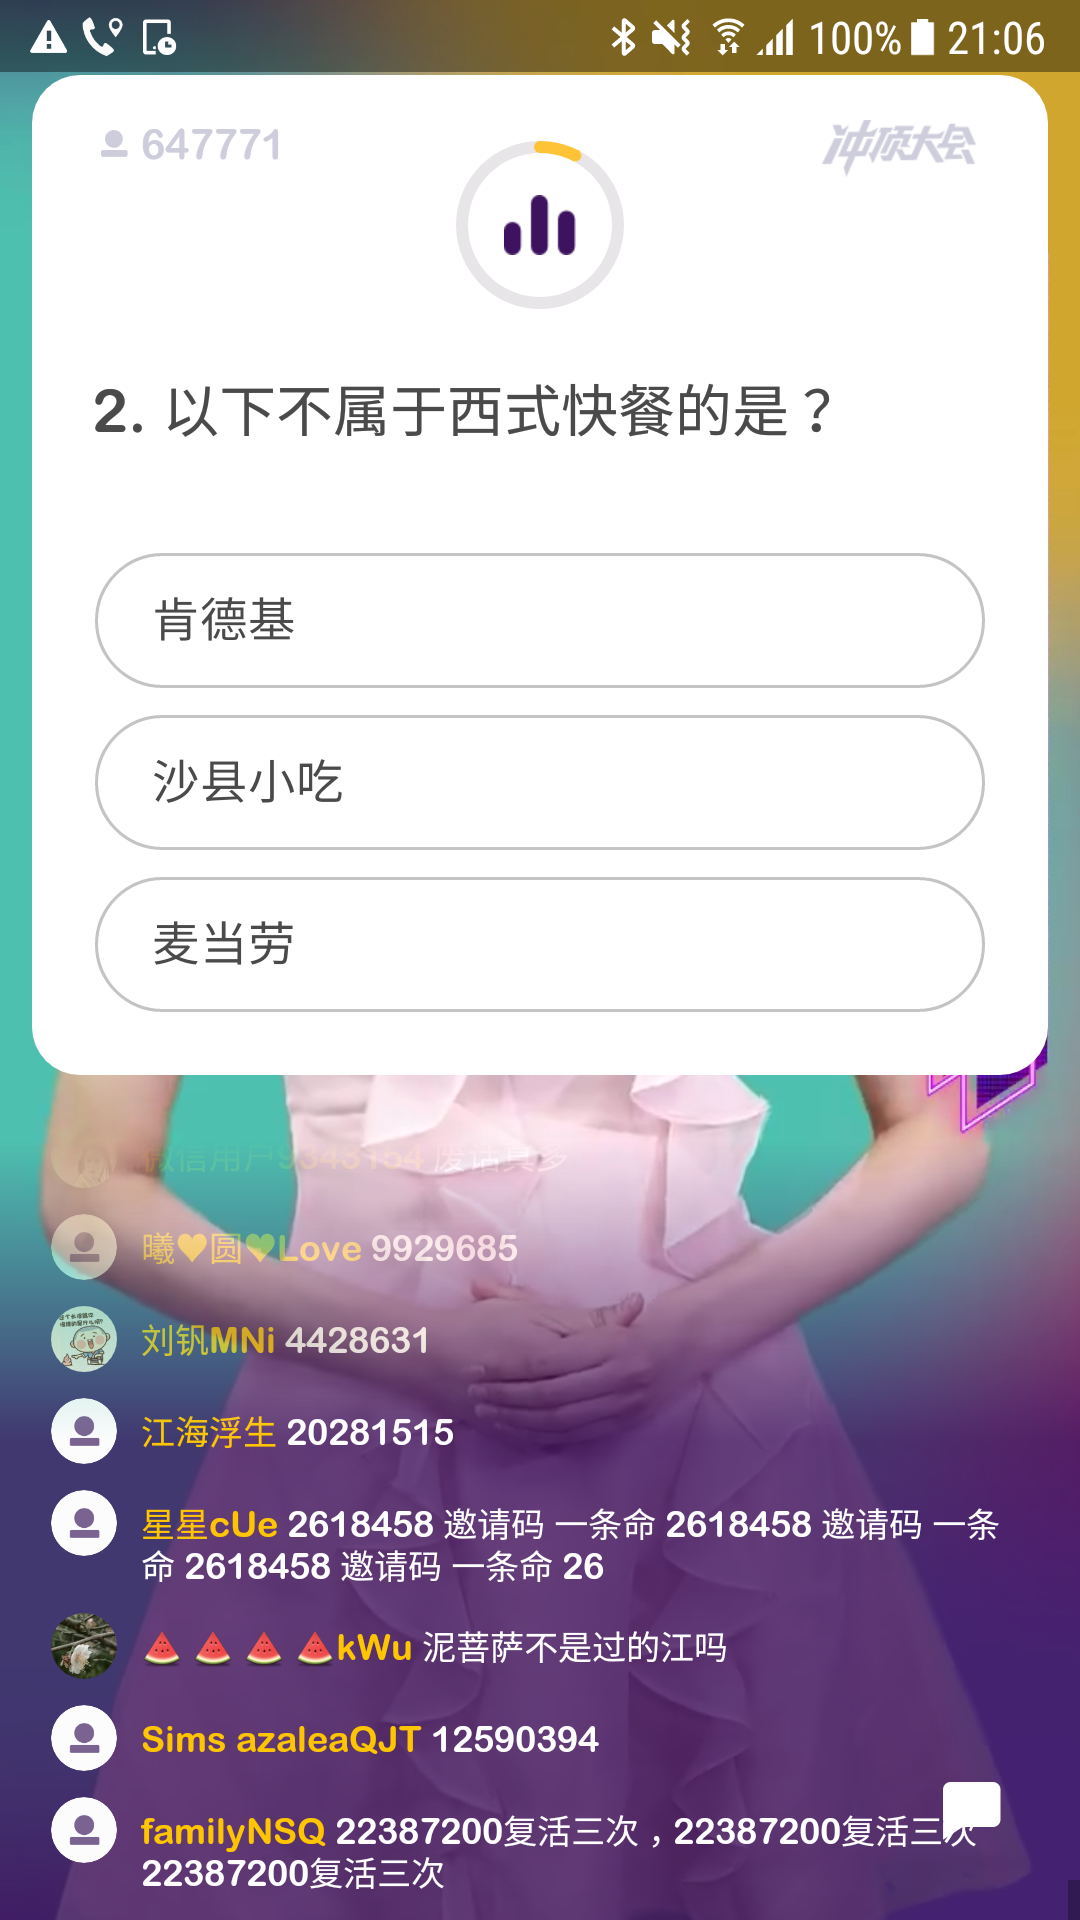 100% 21:06
647771
冲顶大会
2. 以下不属于西式快餐的是？
肯德基
沙县小吃
麦当劳
微信用户9343164 废话真多
曦♥圆♥Love 9929685
刘钒MNi 4428631
江海浮生 20281515
星星cUe 2618458 邀请码 一条命 2618458 邀请码 一条
命 2618458 邀请码 一条命 26
🍉🍉🍉🍉kWu 泥菩萨不是过的江吗
Sims azaleaQJT 12590394
familyNSQ 22387200复活三次，22387200复活三次
22387200复活三次